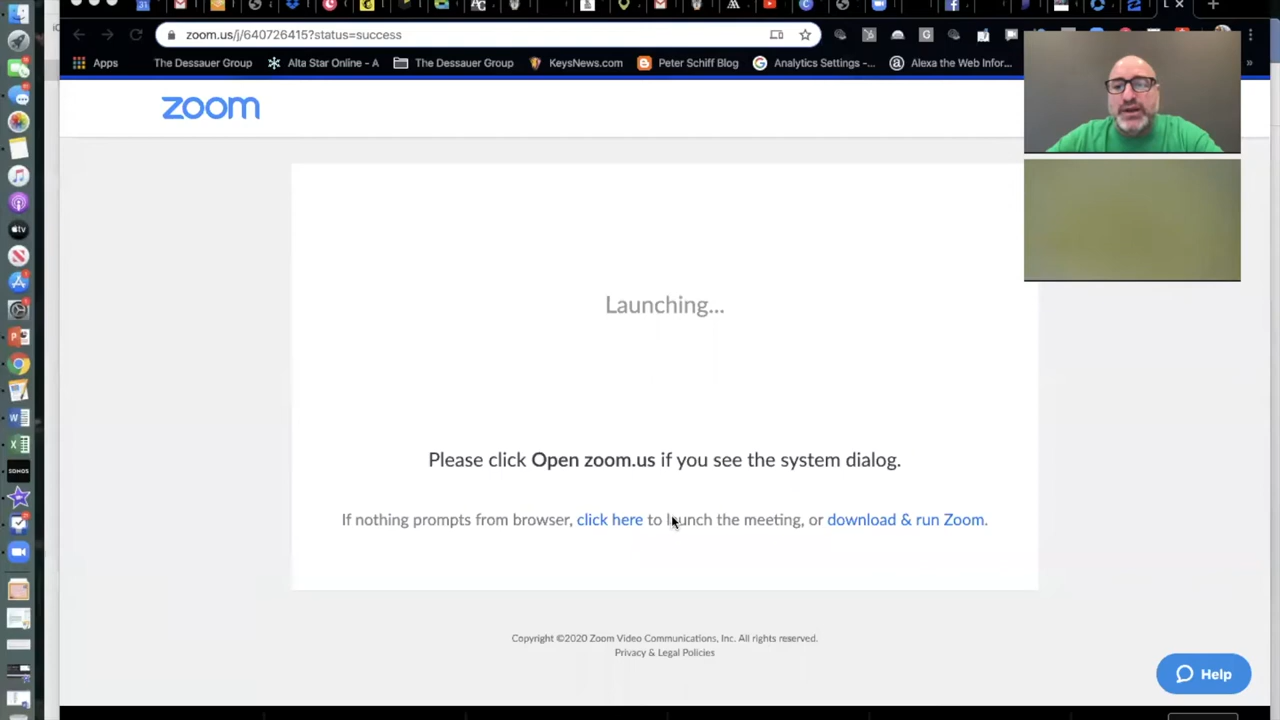 zoom.us/j/640726415?status=success
Apps The Dessauer Group Alta Star Online - A The Dessauer Group KeysNews.com Peter Schiff Blog Analytics Settings -... Alexa the Web Infor... »
zoom
Launching...
Please click Open zoom.us if you see the system dialog.
If nothing prompts from browser, click here to launch the meeting, or download & run Zoom.
Copyright ©2020 Zoom Video Communications, Inc. All rights reserved.
Privacy & Legal Policies
Help